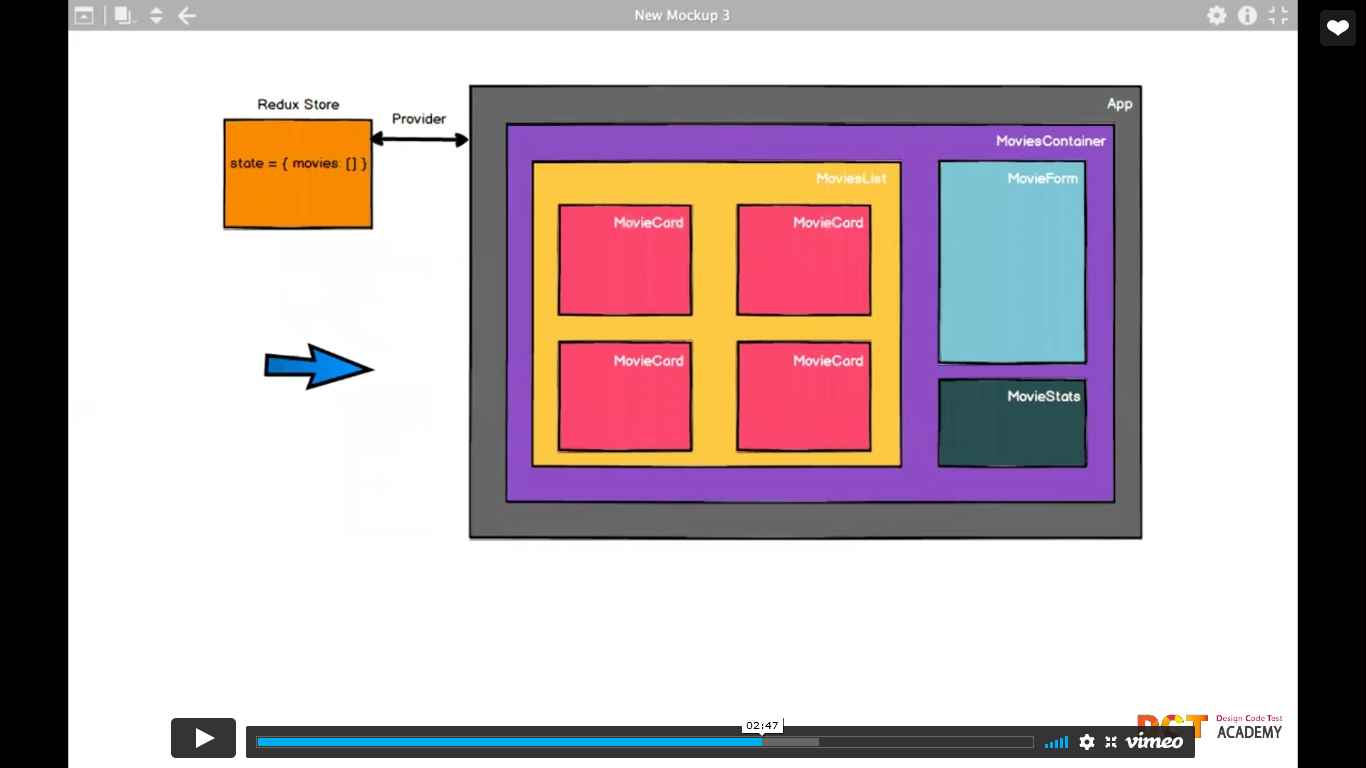 New Mockup 3
Redux Store
Provider
state = { movies: [] }
App
MoviesContainer
MoviesList
MovieForm
MovieCard
MovieCard
MovieCard
MovieCard
MovieStats
02:47
DCT
Design Code Test
ACADEMY
vimeo